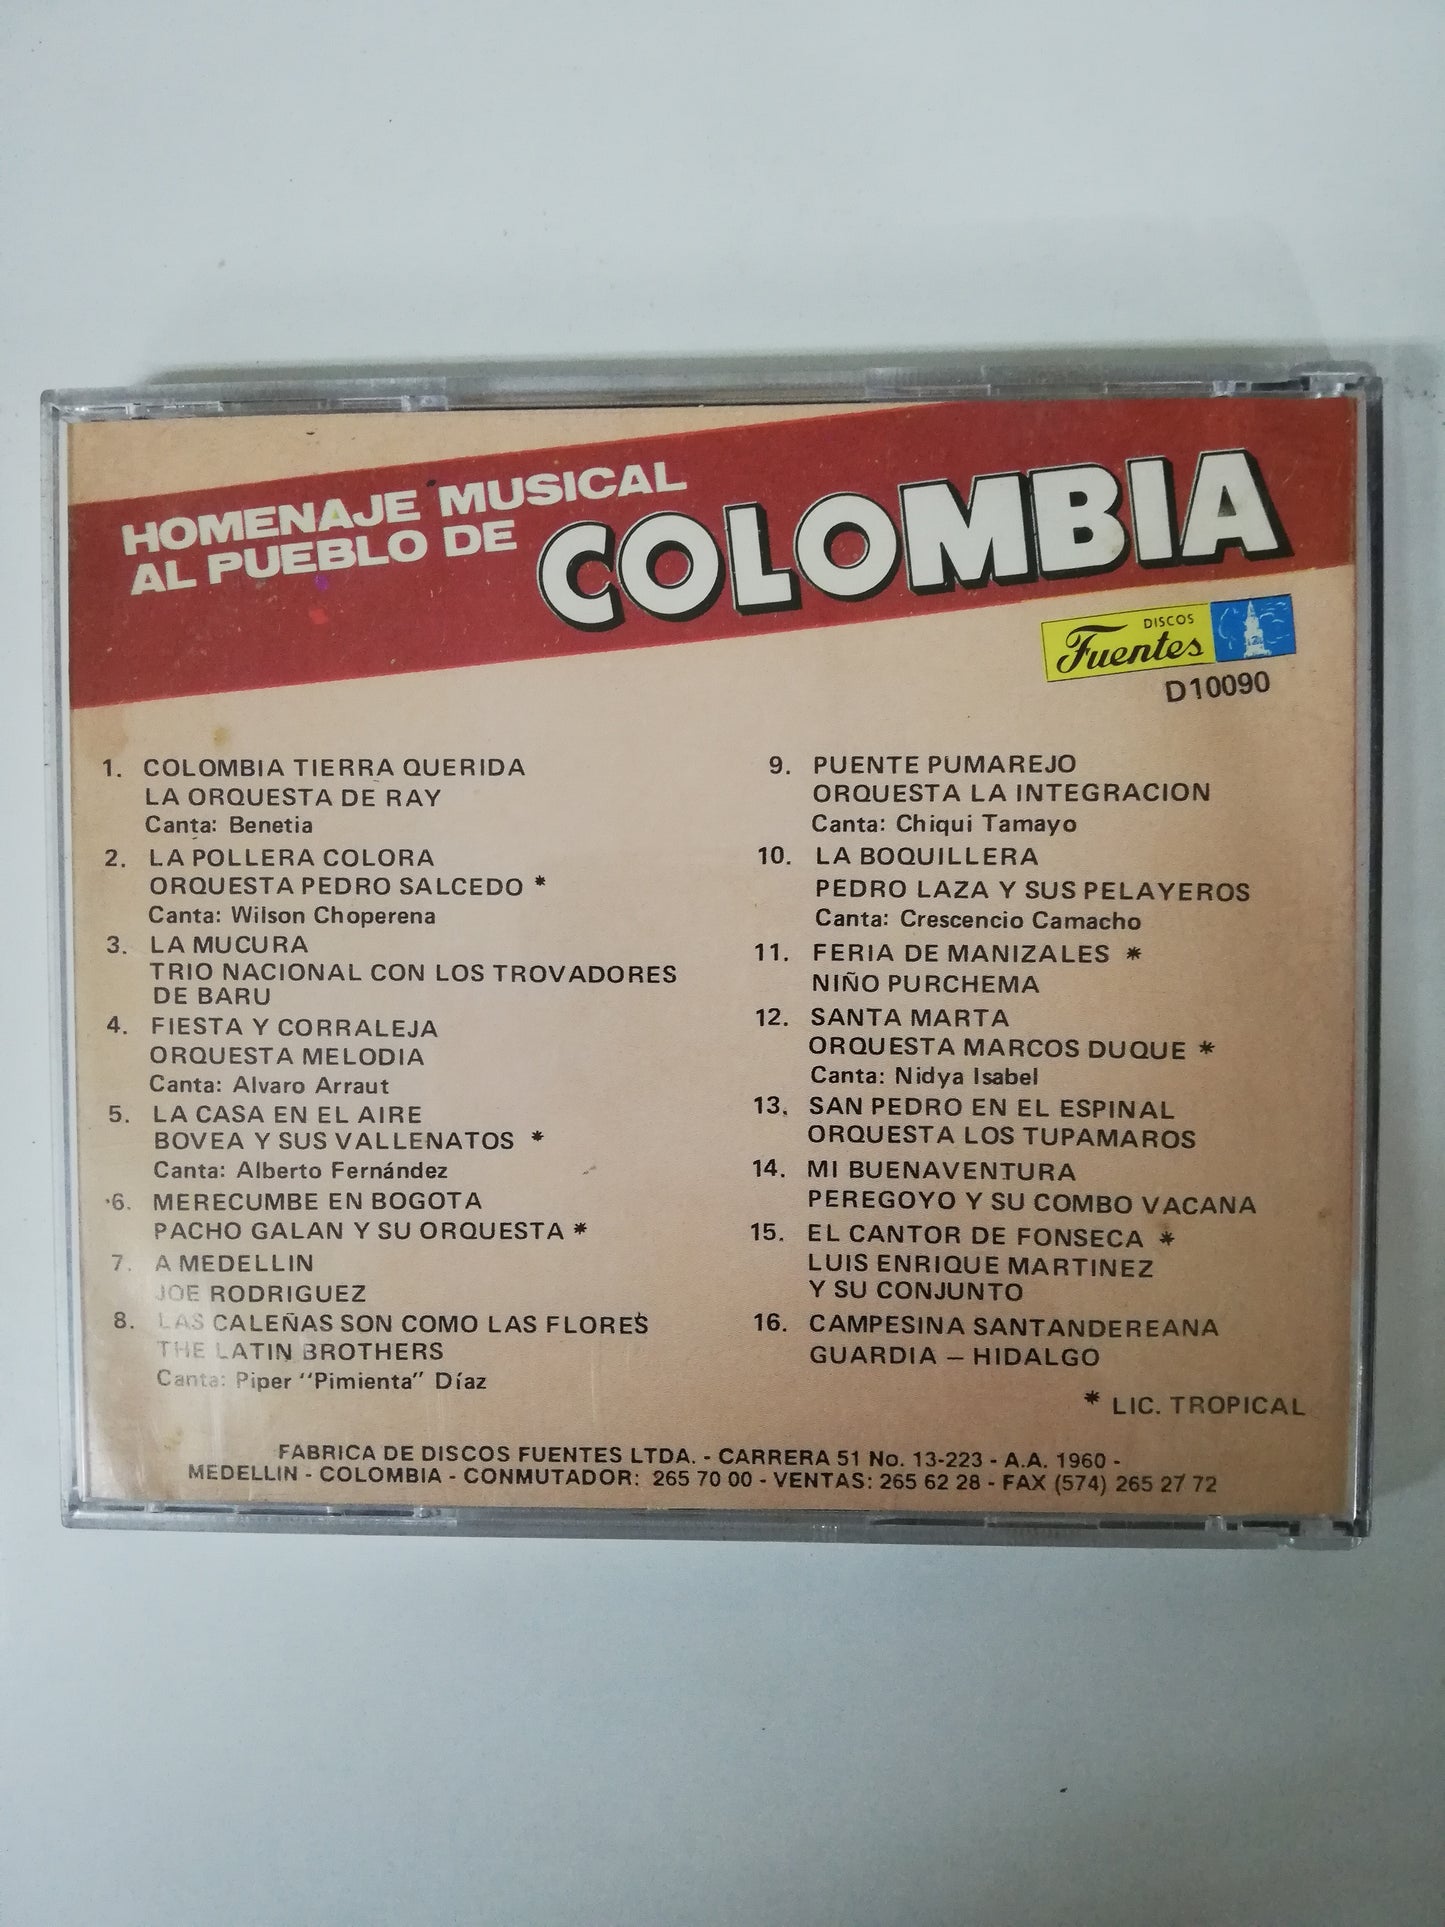 HOMENAJE MUSICAL
AL PUEBLO DE
COLOMBIA
DISCOS
Fuentes
D10090
1. COLOMBIA TIERRA QUERIDA
LA ORQUESTA DE RAY
Canta: Benetia
2. LA POLLERA COLORA
ORQUESTA PEDRO SALCEDO *
Canta: Wilson Choperena
3. LA MUCURA
TRIO NACIONAL CON LOS TROVADORES
DE BARU
4. FIESTA Y CORRALEJA
ORQUESTA MELODIA
Canta: Alvaro Arraut
5. LA CASA EN EL AIRE
BOVEA Y SUS VALLENATOS *
Canta: Alberto Fernández
6. MERECUMBE EN BOGOTA
PACHO GALAN Y SU ORQUESTA *
7. A MEDELLIN
JOE RODRIGUEZ
8. LAS CALEÑAS SON COMO LAS FLORES
THE LATIN BROTHERS
Canta: Piper "Pimienta" Díaz
9. PUENTE PUMAREJO
ORQUESTA LA INTEGRACION
Canta: Chiqui Tamayo
10. LA BOQUILLERA
PEDRO LAZA Y SUS PELAYEROS
Canta: Crescencio Camacho
11. FERIA DE MANIZALES *
NIÑO PURCHEMA
12. SANTA MARTA
ORQUESTA MARCOS DUQUE *
Canta: Nidya Isabel
13. SAN PEDRO EN EL ESPINAL
ORQUESTA LOS TUPAMAROS
14. MI BUENAVENTURA
PEREGOYO Y SU COMBO VACANA
15. EL CANTOR DE FONSECA *
LUIS ENRIQUE MARTINEZ
Y SU CONJUNTO
16. CAMPESINA SANTANDEREANA
GUARDIA – HIDALGO
* LIC. TROPICAL
FABRICA DE DISCOS FUENTES LTDA. - CARRERA 51 No. 13-223 - A.A. 1960 -
MEDELLIN - COLOMBIA - CONMUTADOR: 265 70 00 - VENTAS: 265 62 28 - FAX (574) 265 27 72